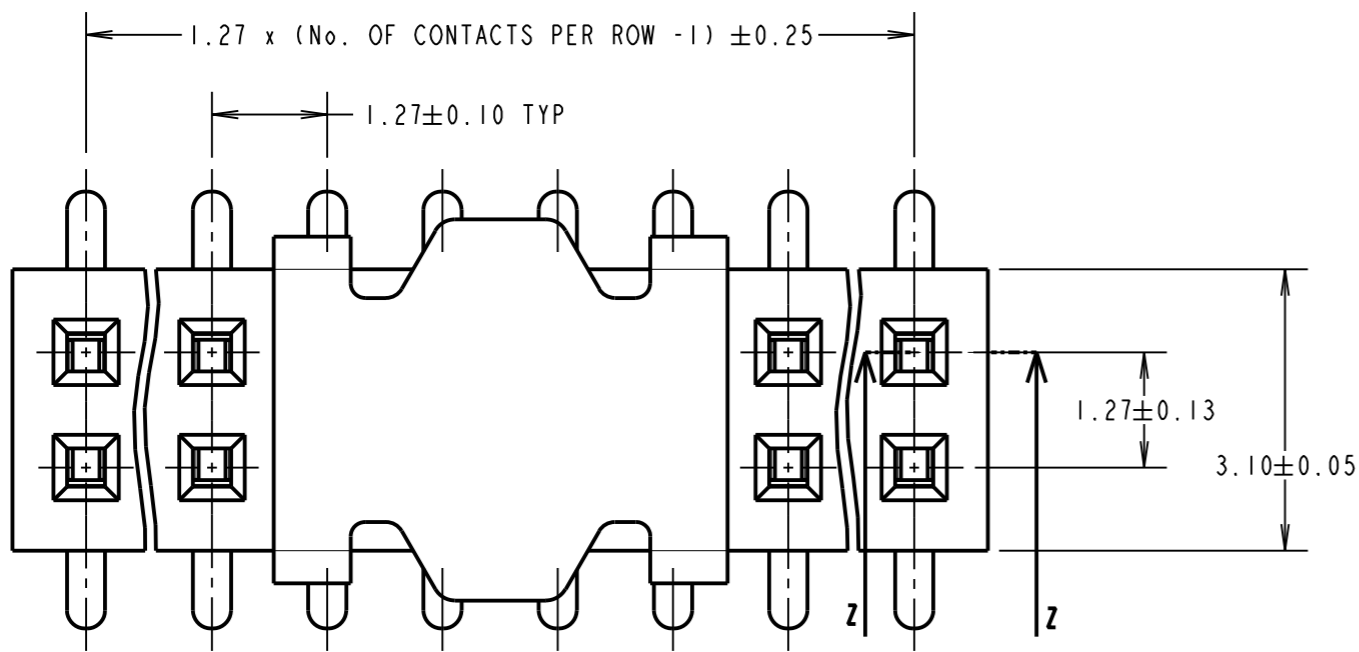 1.27 x (No. OF CONTACTS PER ROW -1) ±0.25
1.27±0.10 TYP
1.27±0.13
3.10±0.05
Z Z